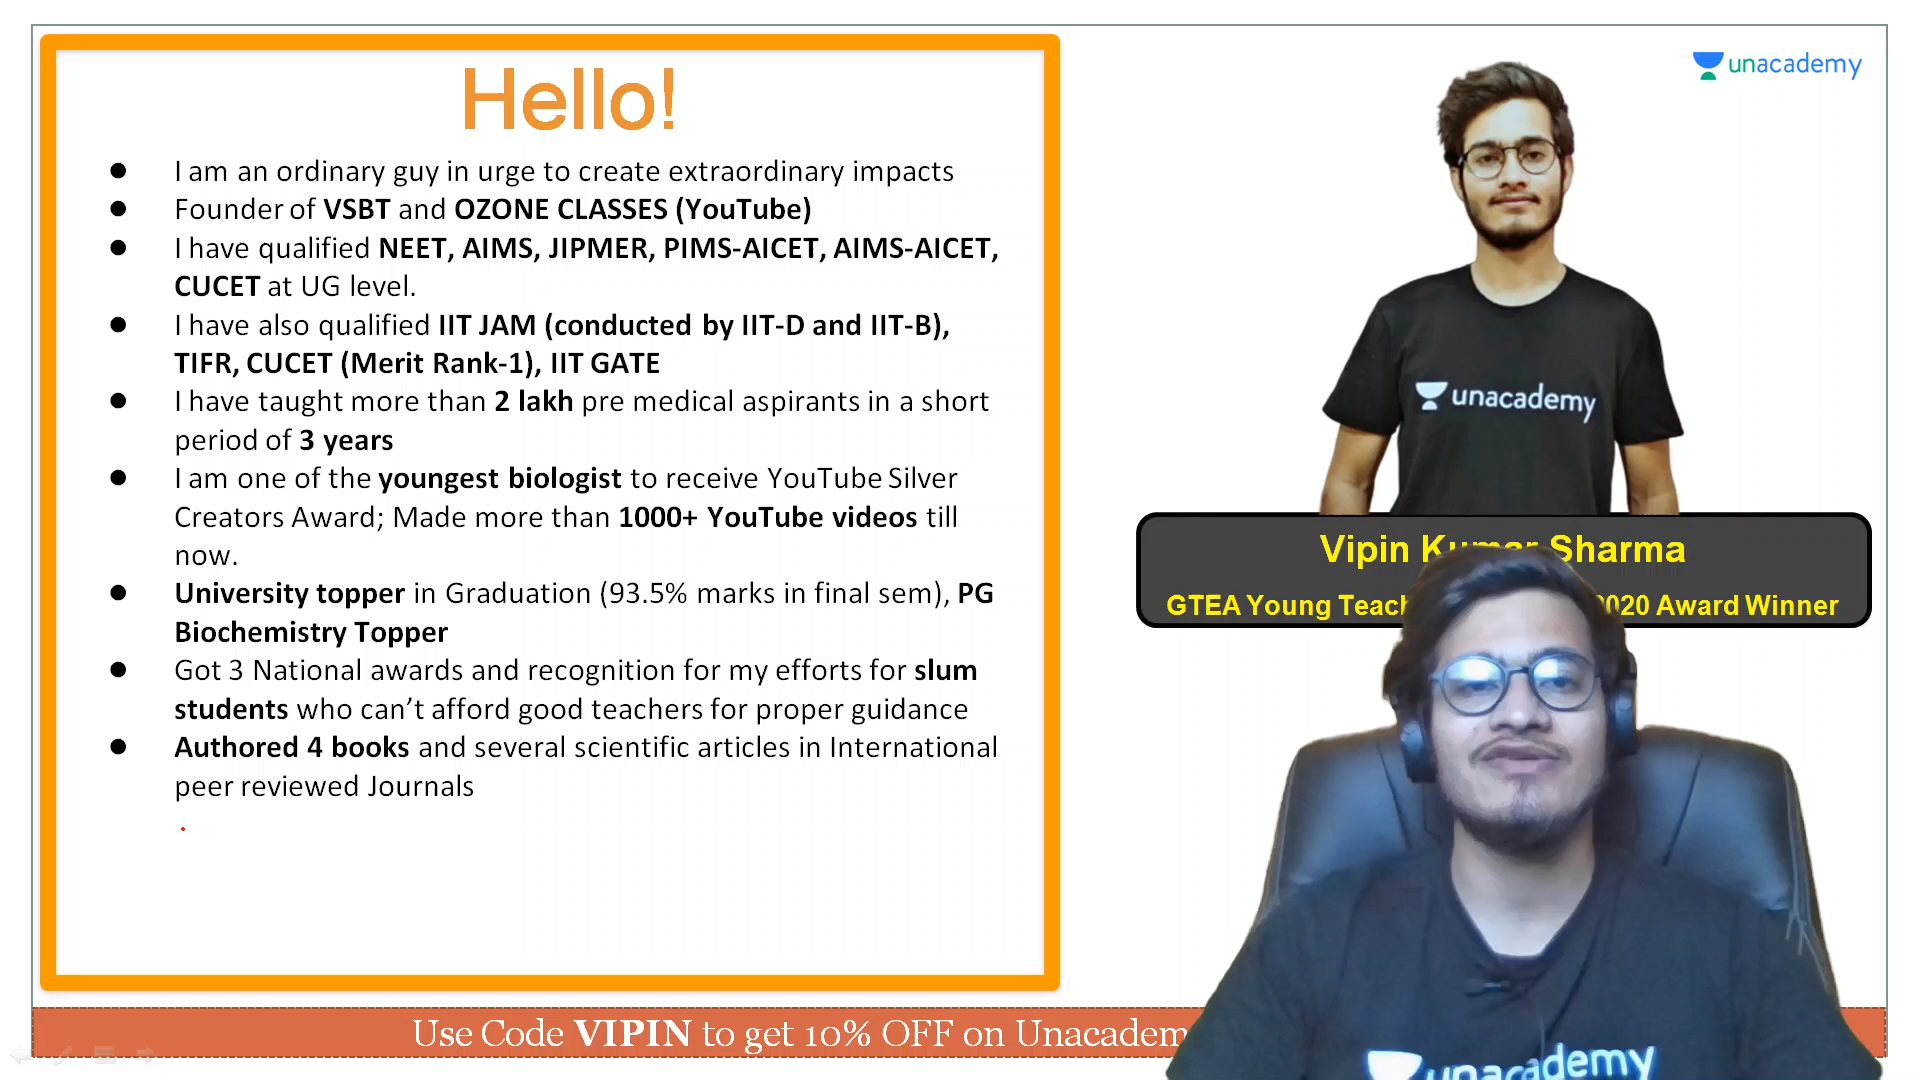 Hello!
I am an ordinary guy in urge to create extraordinary impacts
Founder of VSBT and OZONE CLASSES (YouTube)
I have qualified NEET, AIMS, JIPMER, PIMS-AICET, AIMS-AICET,
CUCET at UG level.
I have also qualified IIT JAM (conducted by IIT-D and IIT-B),
TIFR, CUCET (Merit Rank-1), IIT GATE
I have taught more than 2 lakh pre medical aspirants in a short
period of 3 years
I am one of the youngest biologist to receive YouTube Silver
Creators Award; Made more than 1000+ YouTube videos till
now.
University topper in Graduation (93.5% marks in final sem), PG
Biochemistry Topper
Got 3 National awards and recognition for my efforts for slum
students who can't afford good teachers for proper guidance
Authored 4 books and several scientific articles in International
peer reviewed Journals
unacademy
unacademy
Vipin Kumar Sharma
GTEA Young Teach 020 Award Winner
Use Code VIPIN to get 10% OFF on Unacadem
unacademy